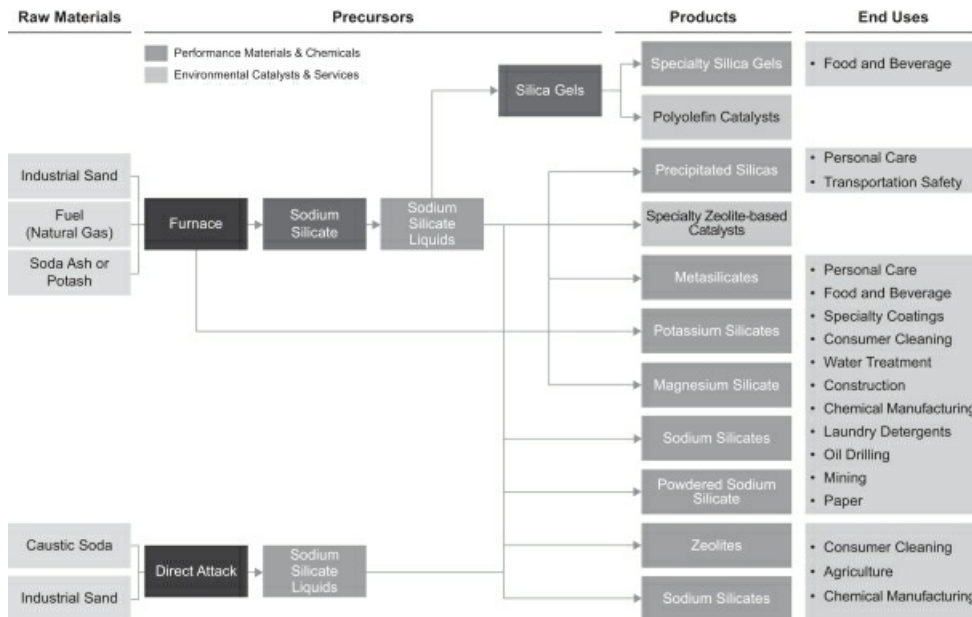 Raw Materials
Precursors
Products
End Uses
Performance Materials & Chemicals
Environmental Catalysts & Services
Silica Gels
Specialty Silica Gels
Polyolefin Catalysts
• Food and Beverage
Industrial Sand
Fuel
(Natural Gas)
Soda Ash or
Potash
Furnace
Sodium
Silicate
Sodium
Silicate
Liquids
Precipitated Silicas
Specialty Zeolite-based
Catalysts
Metasilicates
Potassium Silicates
Magnesium Silicate
Sodium Silicates
Powdered Sodium
Silicate
• Personal Care
• Transportation Safety
• Personal Care
• Food and Beverage
• Specialty Coatings
• Consumer Cleaning
• Water Treatment
• Construction
• Chemical Manufacturing
• Laundry Detergents
• Oil Drilling
• Mining
• Paper
Caustic Soda
Industrial Sand
Direct Attack
Sodium
Silicate
Liquids
Zeolites
Sodium Silicates
• Consumer Cleaning
• Agriculture
• Chemical Manufacturing